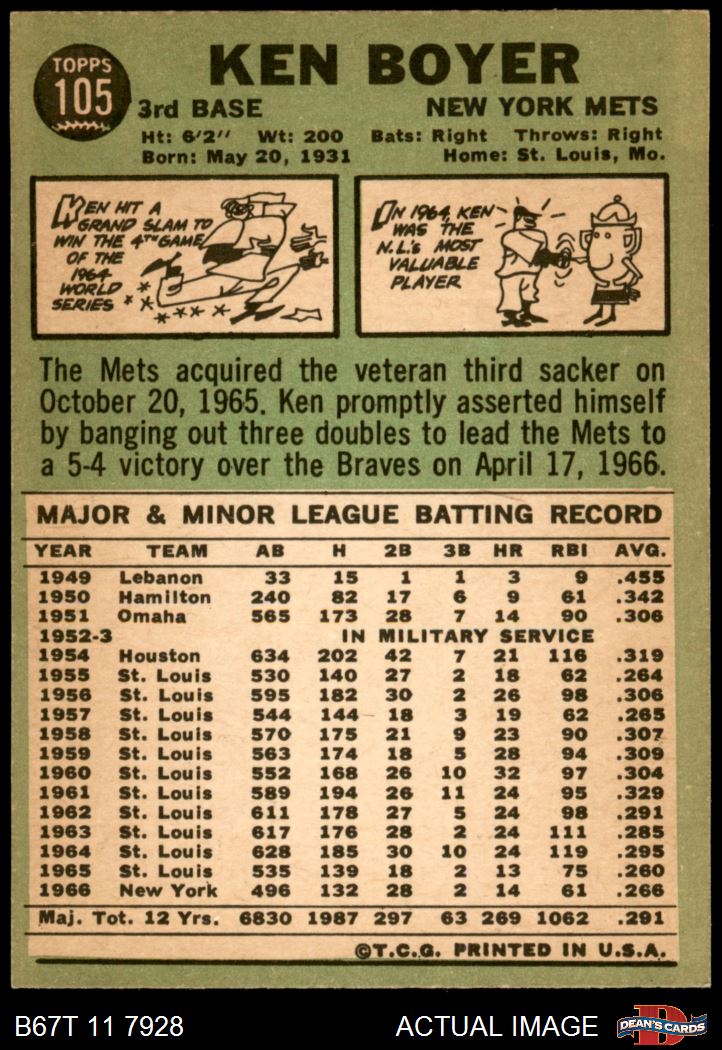 TOPPS
105
KEN BOYER
3rd BASE NEW YORK METS
Ht: 6'2" Wt: 200 Bats: Right Throws: Right
Born: May 20, 1931 Home: St. Louis, Mo.
KEN HIT A
GRAND SLAM TO
WIN THE 4TH GAME
OF THE
1964
WORLD
SERIES
IN 1964, KEN
WAS THE
N.L.'s MOST
VALUABLE
PLAYER
The Mets acquired the veteran third sacker on
October 20, 1965. Ken promptly asserted himself
by banging out three doubles to lead the Mets to
a 5-4 victory over the Braves on April 17, 1966.
MAJOR & MINOR LEAGUE BATTING RECORD
YEAR TEAM AB H 2B 3B HR RBI AVG.
1949 Lebanon 33 15 1 1 3 9 .455
1950 Hamilton 240 82 17 6 9 61 .342
1951 Omaha 565 173 28 7 14 90 .306
1952-3 IN MILITARY SERVICE
1954 Houston 634 202 42 7 21 116 .319
1955 St. Louis 530 140 27 2 18 62 .264
1956 St. Louis 595 182 30 2 26 98 .306
1957 St. Louis 544 144 18 3 19 62 .265
1958 St. Louis 570 175 21 9 23 90 .307
1959 St. Louis 563 174 18 5 28 94 .309
1960 St. Louis 552 168 26 10 32 97 .304
1961 St. Louis 589 194 26 11 24 95 .329
1962 St. Louis 611 178 27 5 24 98 .291
1963 St. Louis 617 176 28 2 24 111 .285
1964 St. Louis 628 185 30 10 24 119 .295
1965 St. Louis 535 139 18 2 13 75 .260
1966 New York 496 132 28 2 14 61 .266
Maj. Tot. 12 Yrs. 6830 1987 297 63 269 1062 .291
©T.C.G. PRINTED IN U.S.A.
B67T 11 7928 ACTUAL IMAGE
D
DEAN'S CARDS